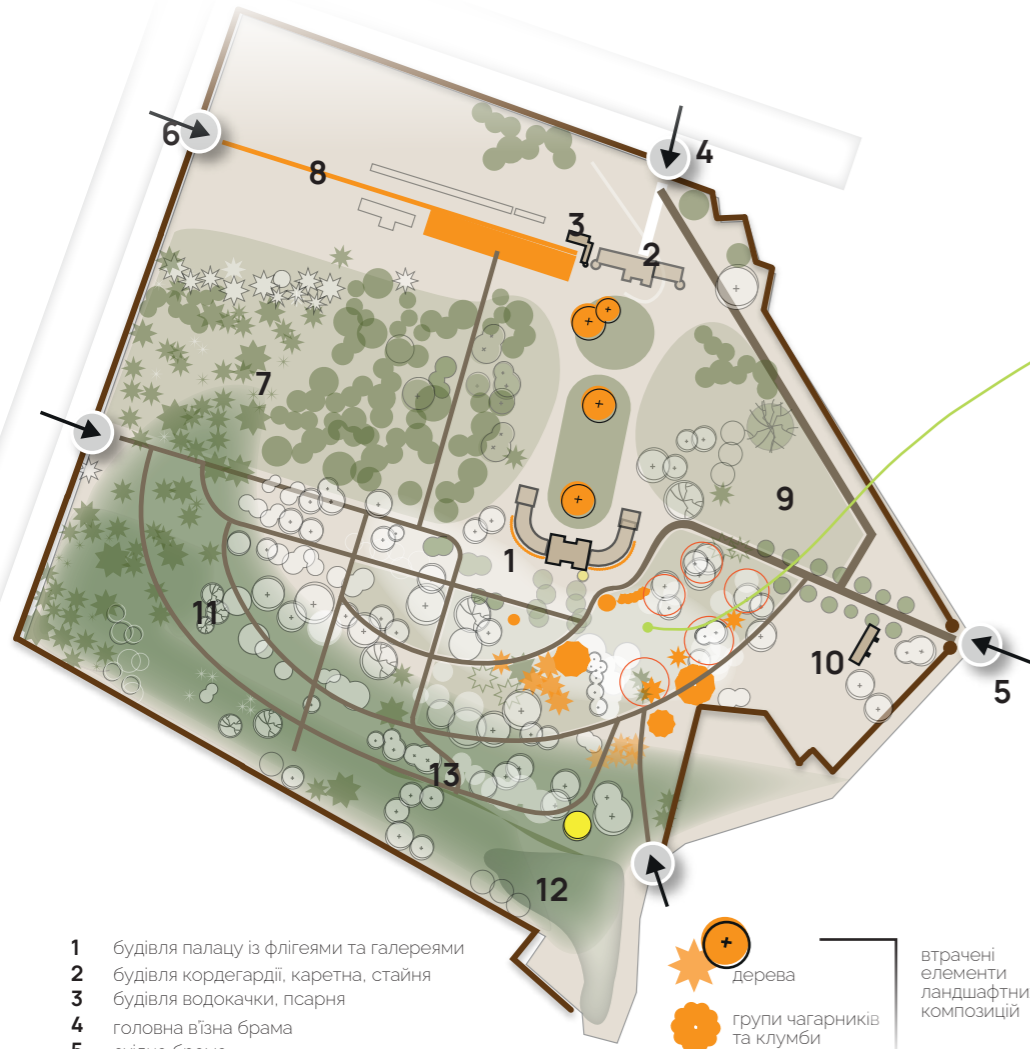 6
4
8
3
2
7
9
1
11
10
5
13
12
1 будівля палацу із флігеями та галереями
2 будівля кордегардії, каретна, стайня
3 будівля водокачки, псарня
4 головна в'їзна брама
5
дерева
групи чагарників
та клумби
втрачені
елементи
композицій